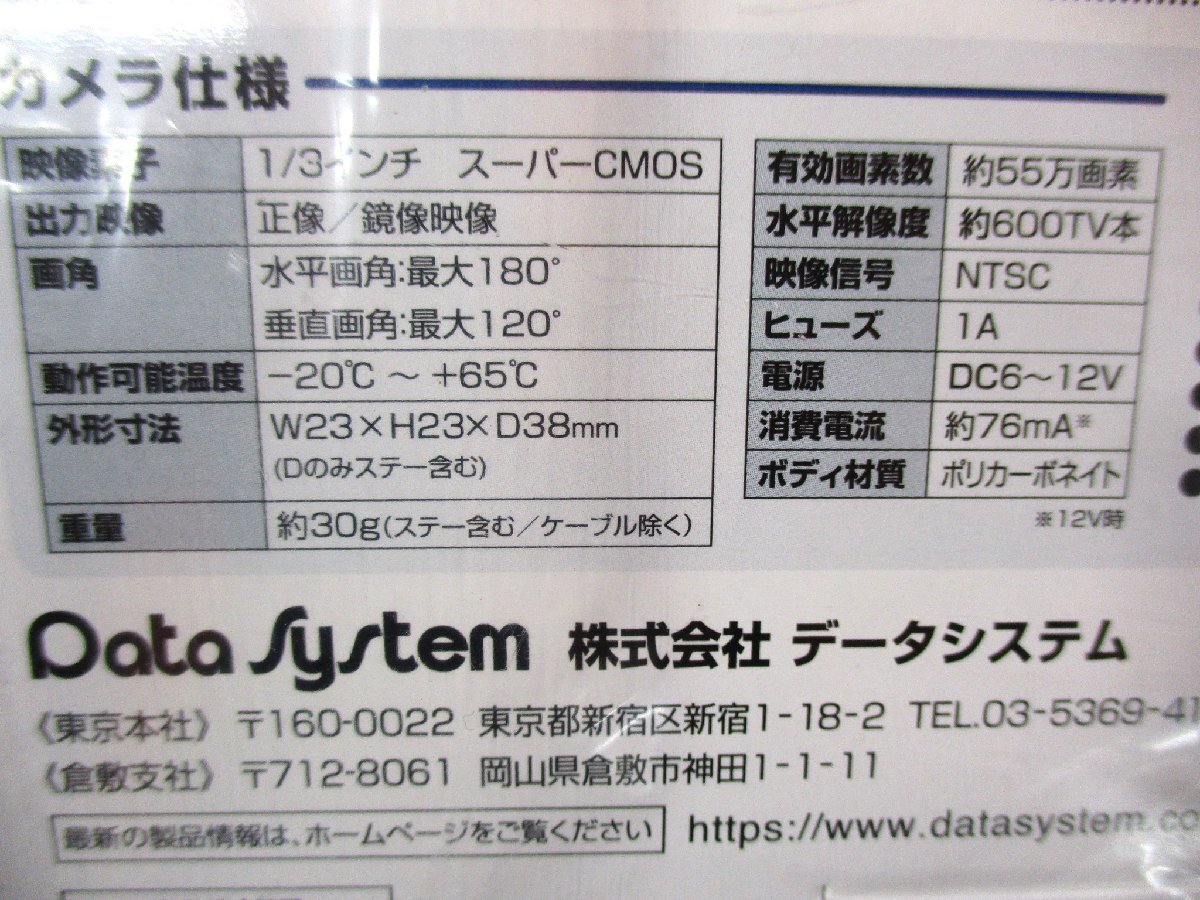 カメラ仕様
映像素子 1/3インチ スーパーCMOS
出力映像 正像／鏡像映像
画角 水平画角:最大180°
垂直画角:最大120°
動作可能温度 −20℃ ～ +65℃
外形寸法 W23×H23×D38mm
(Dのみステー含む)
重量 約30g(ステー含む／ケーブル除く)
有効画素数 約55万画素
水平解像度 約600TV本
映像信号 NTSC
ヒューズ 1A
電源 DC6～12V
消費電流 約76mA※
ボディ材質 ポリカーボネイト
※12V時
Data System 株式会社 データシステム
〈東京本社〉 〒160-0022 東京都新宿区新宿1-18-2 TEL.03-5369-4
〈倉敷支社〉 〒712-8061 岡山県倉敷市神田1-1-11
最新の製品情報は、ホームページをご覧ください https://www.datasystem.co